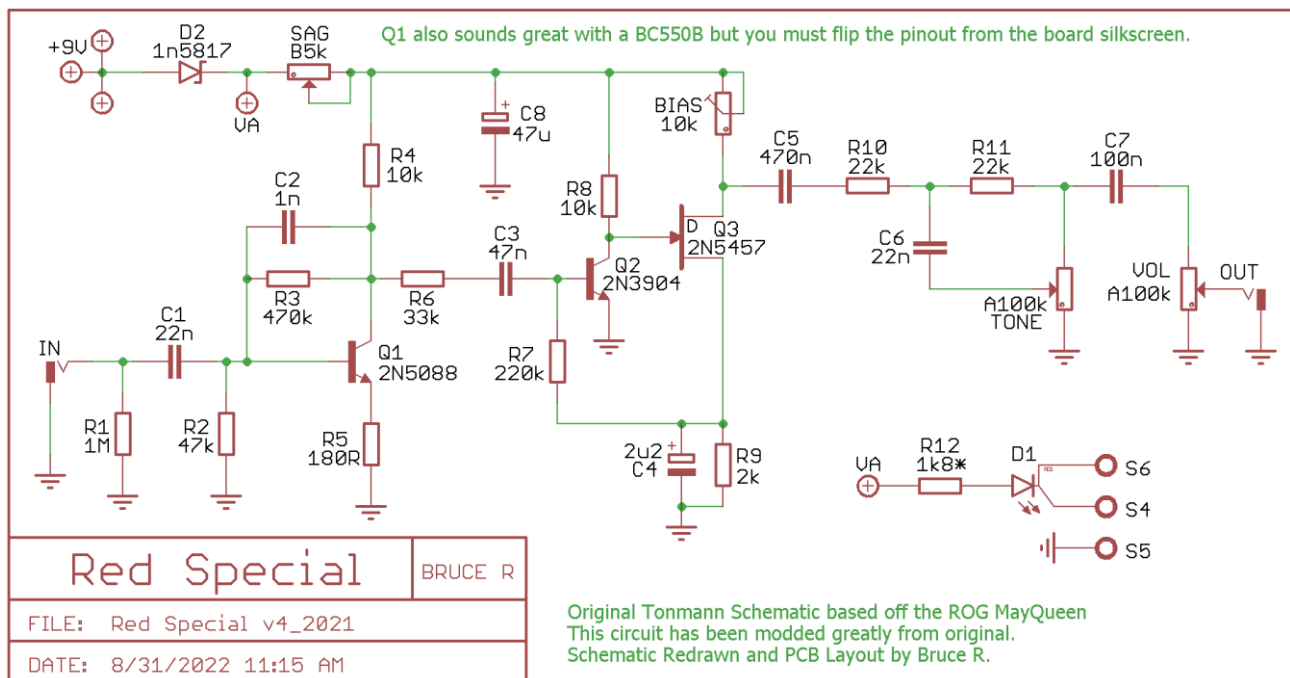 Q1 also sounds great with a BC550B but you must flip the pinout from the board silkscreen.
+9V
D2
1n5817
VA
SAG
B5k
R4
10k
C8
47u
+
BIAS
10k
C5
470n
R10
22k
R11
22k
C7
100n
C2
1n
R3
470k
R6
33k
C3
47n
R8
10k
Q2
2N3904
D
Q3
2N5457
C6
22n
A100k
TONE
VOL
A100k
OUT
IN
C1
22n
Q1
2N5088
R7
220k
R1
1M
R2
47k
R5
180R
2u2
+
C4
R9
2k
VA
R12
1k8*
D1
RED
S6
S4
S5
Red Special
BRUCE R
FILE: Red Special v4_2021
DATE: 8/31/2022 11:15 AM
Original Tonmann Schematic based off the ROG MayQueen
This circuit has been modded greatly from original.
Schematic Redrawn and PCB Layout by Bruce R.